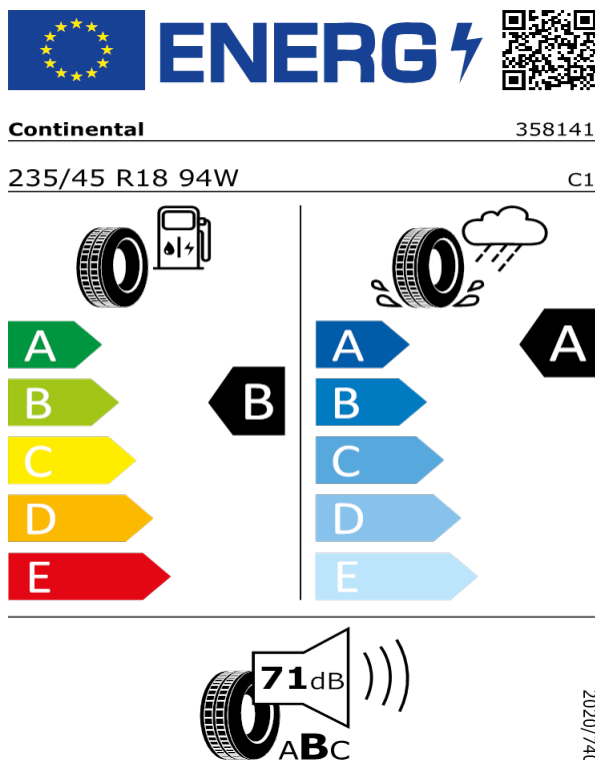 ENERG
Continental 358141
235/45 R18 94W C1
A A A
B B B
C C
D D
E E
71dB
ABC
2020/740